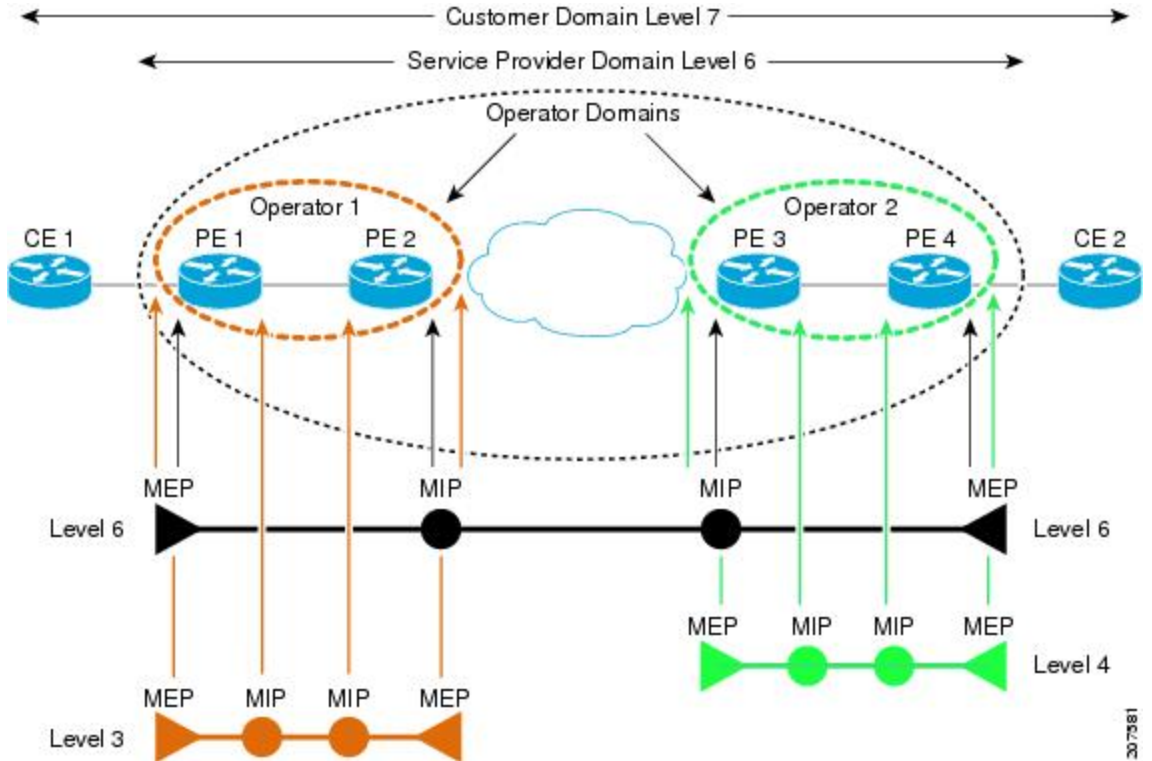 Customer Domain Level 7
Service Provider Domain Level 6
Operator Domains
Operator 1
Operator 2
CE 1
PE 1
PE 2
PE 3
PE 4
CE 2
MEP
MIP
MIP
MEP
Level 6
Level 6
MEP
MIP
MIP
MEP
Level 4
MEP
MIP
MIP
MEP
Level 3
207581